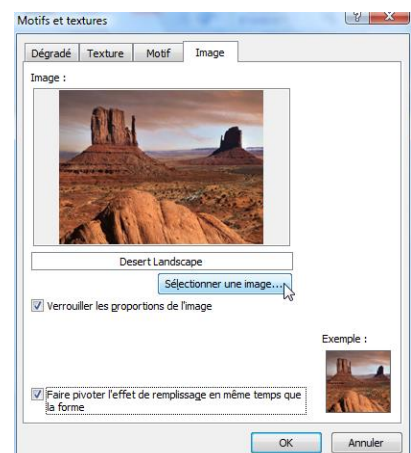 Motifs et textures
Dégradé Texture Motif Image
Image :
Desert Landscape
Sélectionner une image...
Verrouiller les proportions de l'image
Exemple :
Faire pivoter l'effet de remplissage en même temps que
la forme
OK Annuler